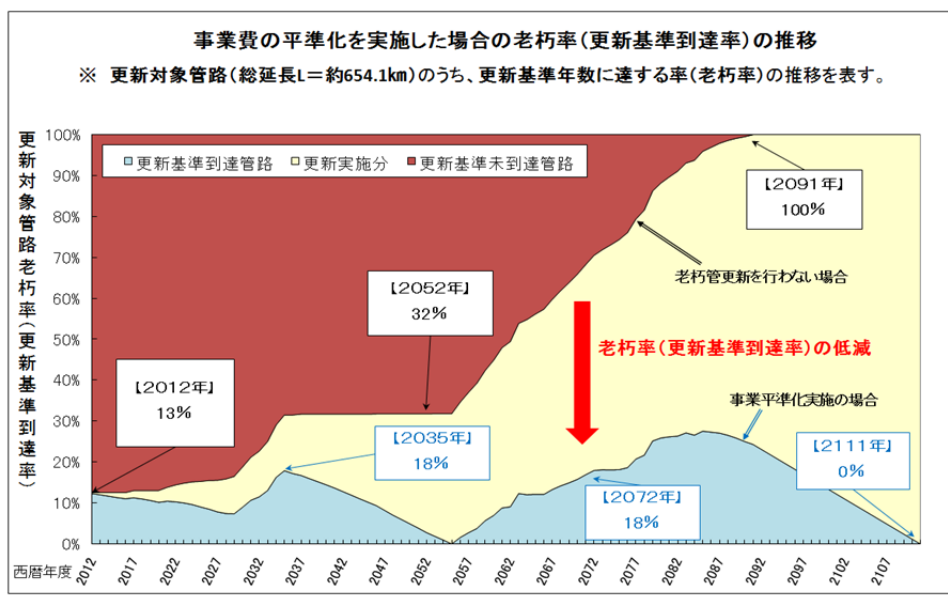 事業費の平準化を実施した場合の老朽率(更新基準到達率)の推移
※ 更新対象管路(総延長L=約654.1km)のうち、更新基準年数に達する率(老朽率)の推移を表す。
更新対象管路老朽率(更新基準到達率)
100%
90%
80%
70%
60%
50%
40%
30%
20%
10%
0%
更新基準到達管路 更新実施分 更新基準未到達管路
【2091年】
100%
老朽管更新を行わない場合
【2052年】
32%
老朽率(更新基準到達率)の低減
【2012年】
13%
事業平準化実施の場合
【2035年】
18%
【2111年】
0%
【2072年】
18%
西暦年度
2012 2017 2022 2027 2032 2037 2042 2047 2052 2057 2062 2067 2072 2077 2082 2087 2092 2097 2102 2107